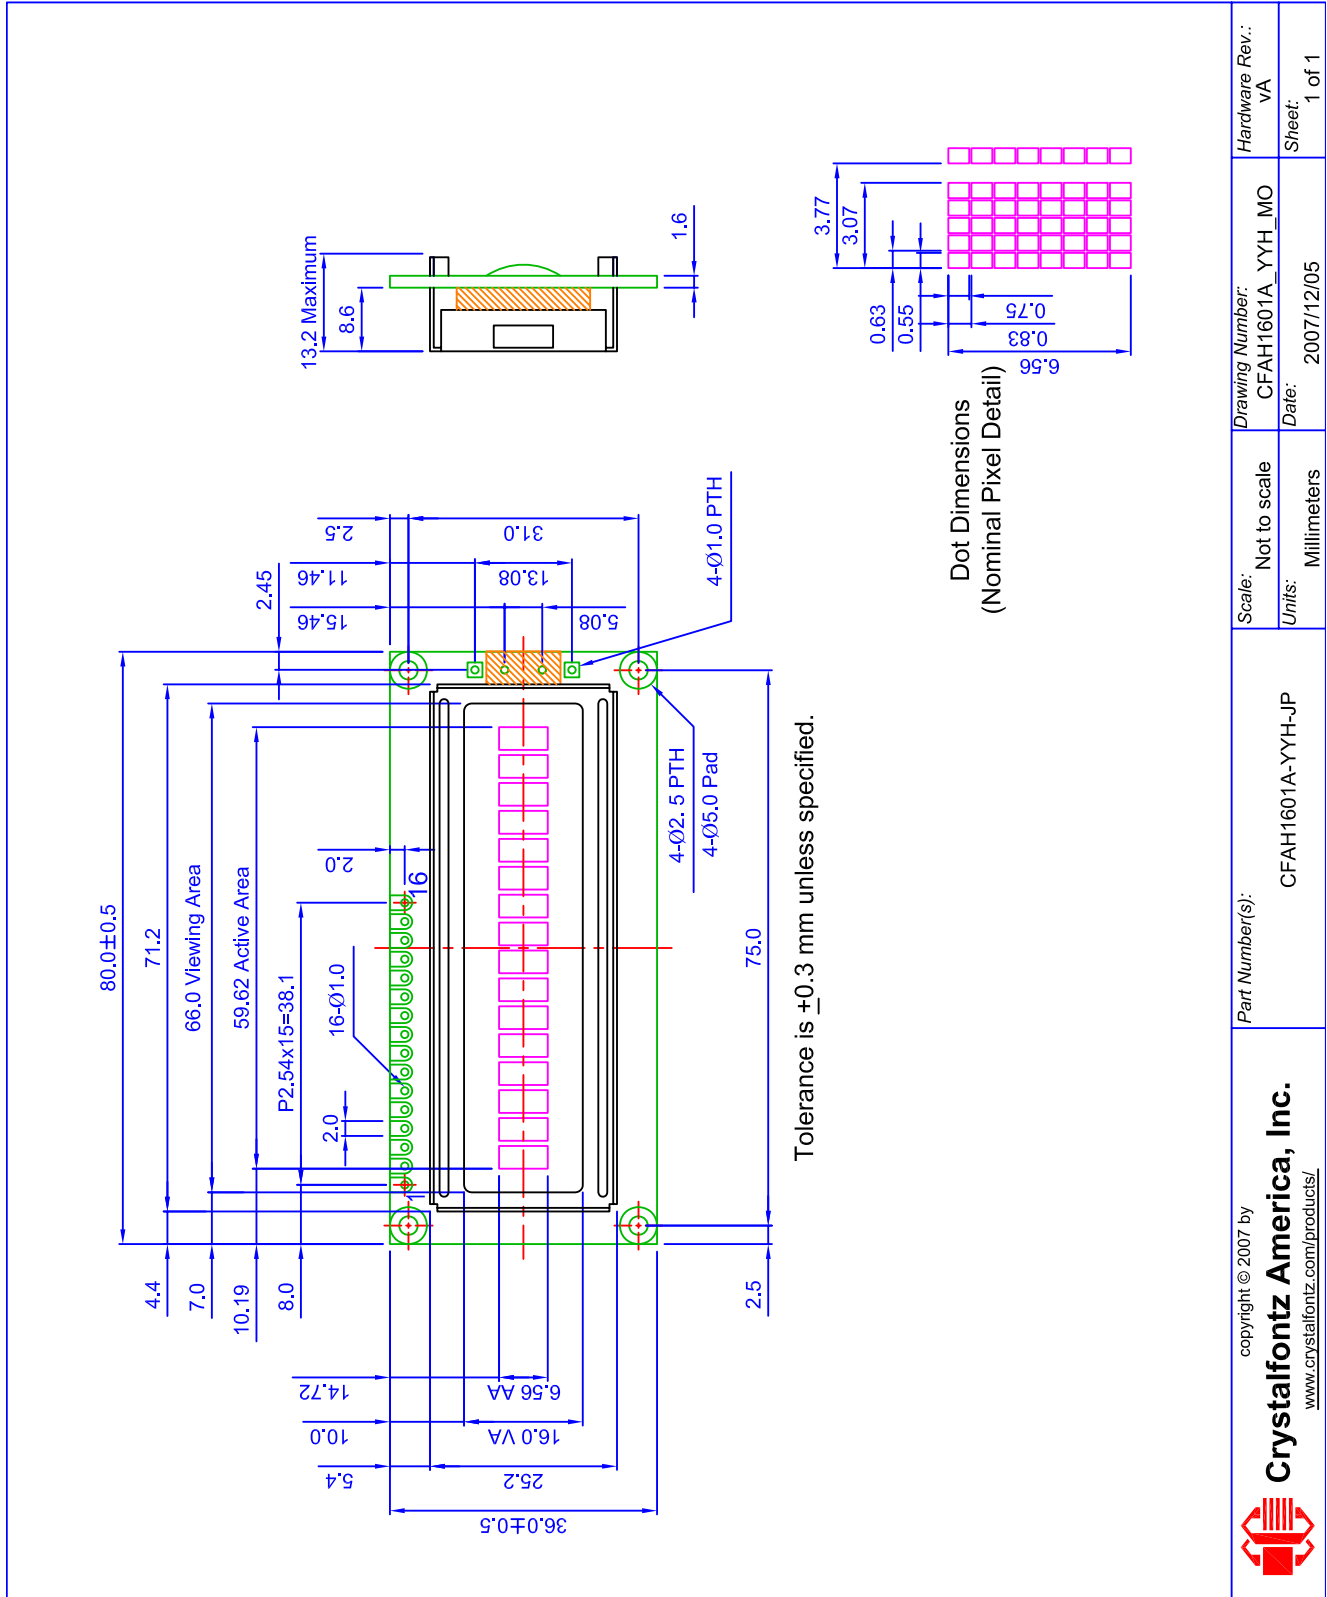 80.0±0.5
71.2
66.0 Viewing Area
59.62 Active Area
P2.54x15=38.1
16-Ø1.0
2.0
2.0
1
16
4.4
7.0
10.19
8.0
2.45
2.5
31.0
11.46
13.08
15.46
5.08
4-Ø1.0 PTH
4-Ø2. 5 PTH
4-Ø5.0 Pad
75.0
2.5
14.72
6.56 AA
10.0
16.0 VA
5.4
25.2
36.0±0.5
Tolerance is ±0.3 mm unless specified.
13.2 Maximum
8.6
1.6
3.77
3.07
0.63
0.55
0.75
0.83
6.56
Dot Dimensions
(Nominal Pixel Detail)
copyright © 2007 by
Crystalfontz America, Inc.
www.crystalfontz.com/products/
Part Number(s):
CFAH1601A-YYH-JP
Scale:
Not to scale
Units:
Millimeters
Drawing Number:
CFAH1601A_YYH_MO
Date:
2007/12/05
Hardware Rev.:
vA
Sheet:
1 of 1